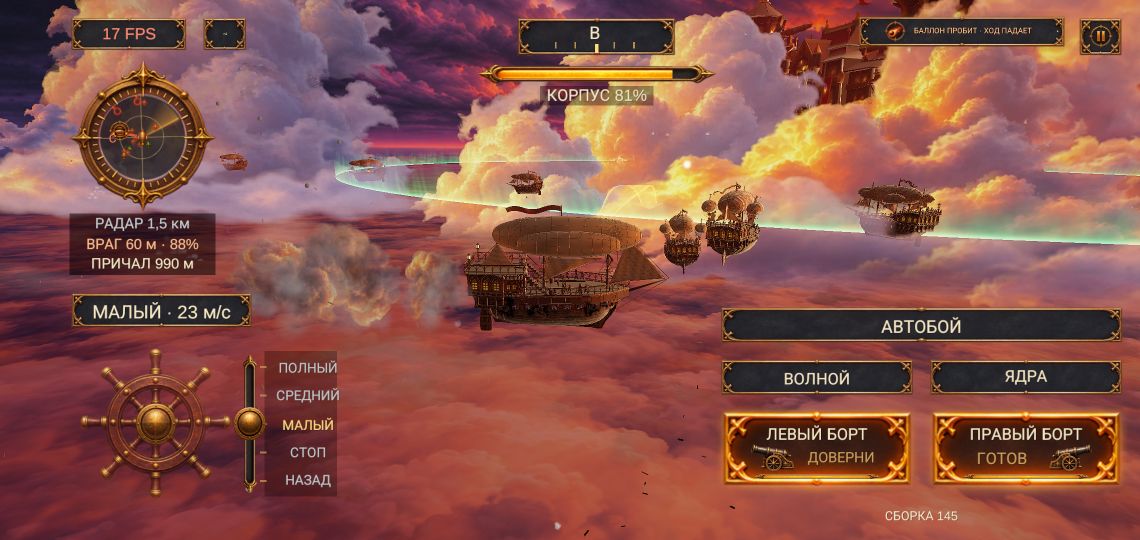 17 FPS
~
В
КОРПУС 81%
БАЛЛОН ПРОБИТ · ХОД ПАДАЕТ
РАДАР 1,5 км
ВРАГ 60 м · 88%
ПРИЧАЛ 990 м
МАЛЫЙ · 23 м/с
ПОЛНЫЙ
СРЕДНИЙ
МАЛЫЙ
СТОП
НАЗАД
АВТОБОЙ
ВОЛНОЙ
ЯДРА
ЛЕВЫЙ БОРТ
ДОВЕРНИ
ПРАВЫЙ БОРТ
ГОТОВ
СБОРКА 145